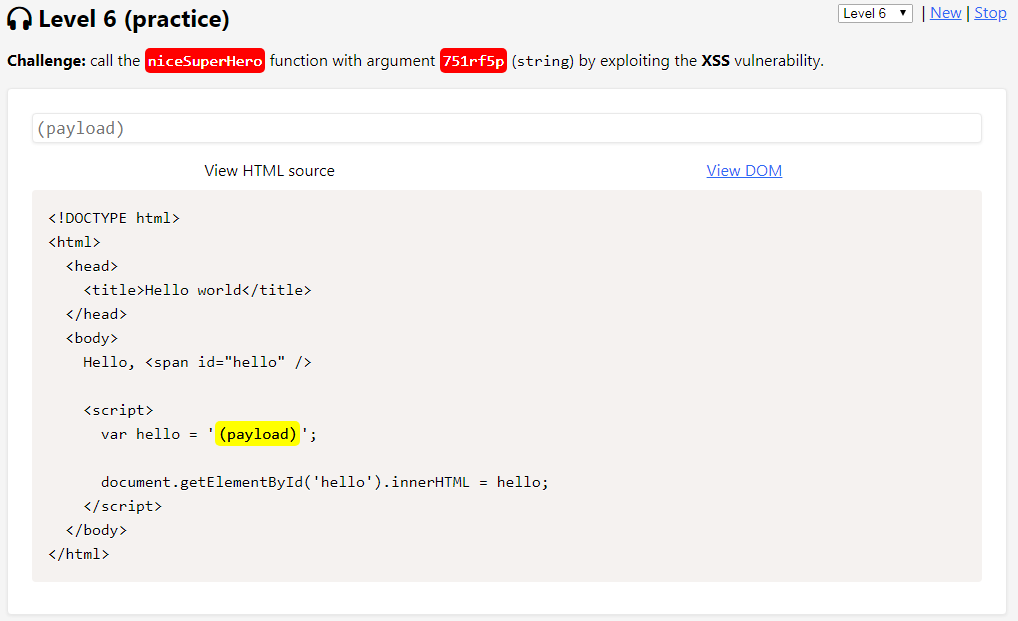 Level 6 (practice)
Level 6 ▼ | New | Stop
Challenge: call the niceSuperHero function with argument 751rf5p (string) by exploiting the XSS vulnerability.
(payload)
View HTML source
View DOM
<!DOCTYPE html>
<html>
<head>
<title>Hello world</title>
</head>
<body>
Hello, <span id="hello" />
<script>
var hello = '(payload)';
document.getElementById('hello').innerHTML = hello;
</script>
</body>
</html>